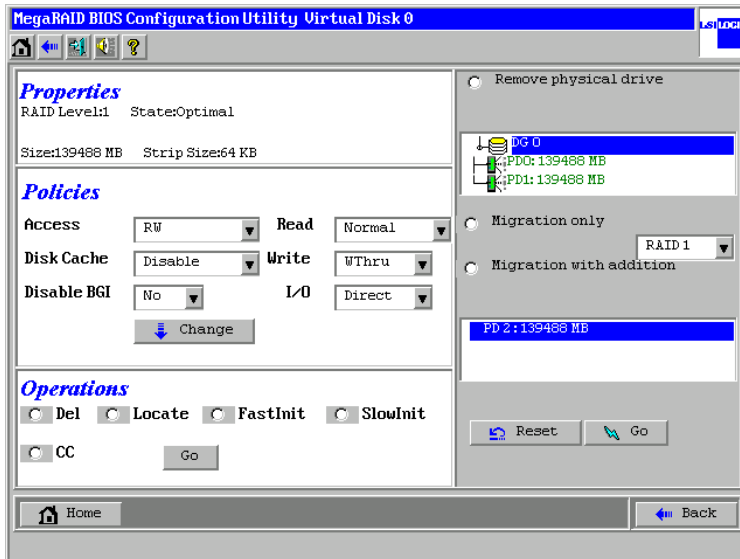 MegaRAID BIOS Configuration Utility Virtual Disk 0
LSI LOGI
?
Properties
RAID Level:1 State:Optimal
Size:139488 MB Strip Size:64 KB
Policies
Access RW Read Normal
Disk Cache Disable Write WThru
Disable BGI No I/O Direct
Change
Operations
Del Locate FastInit SlowInit
CC Go
Remove physical drive
DG 0
PD0: 139488 MB
PD1: 139488 MB
Migration only
RAID 1
Migration with addition
PD 2 : 139488 MB
Reset Go
Home Back